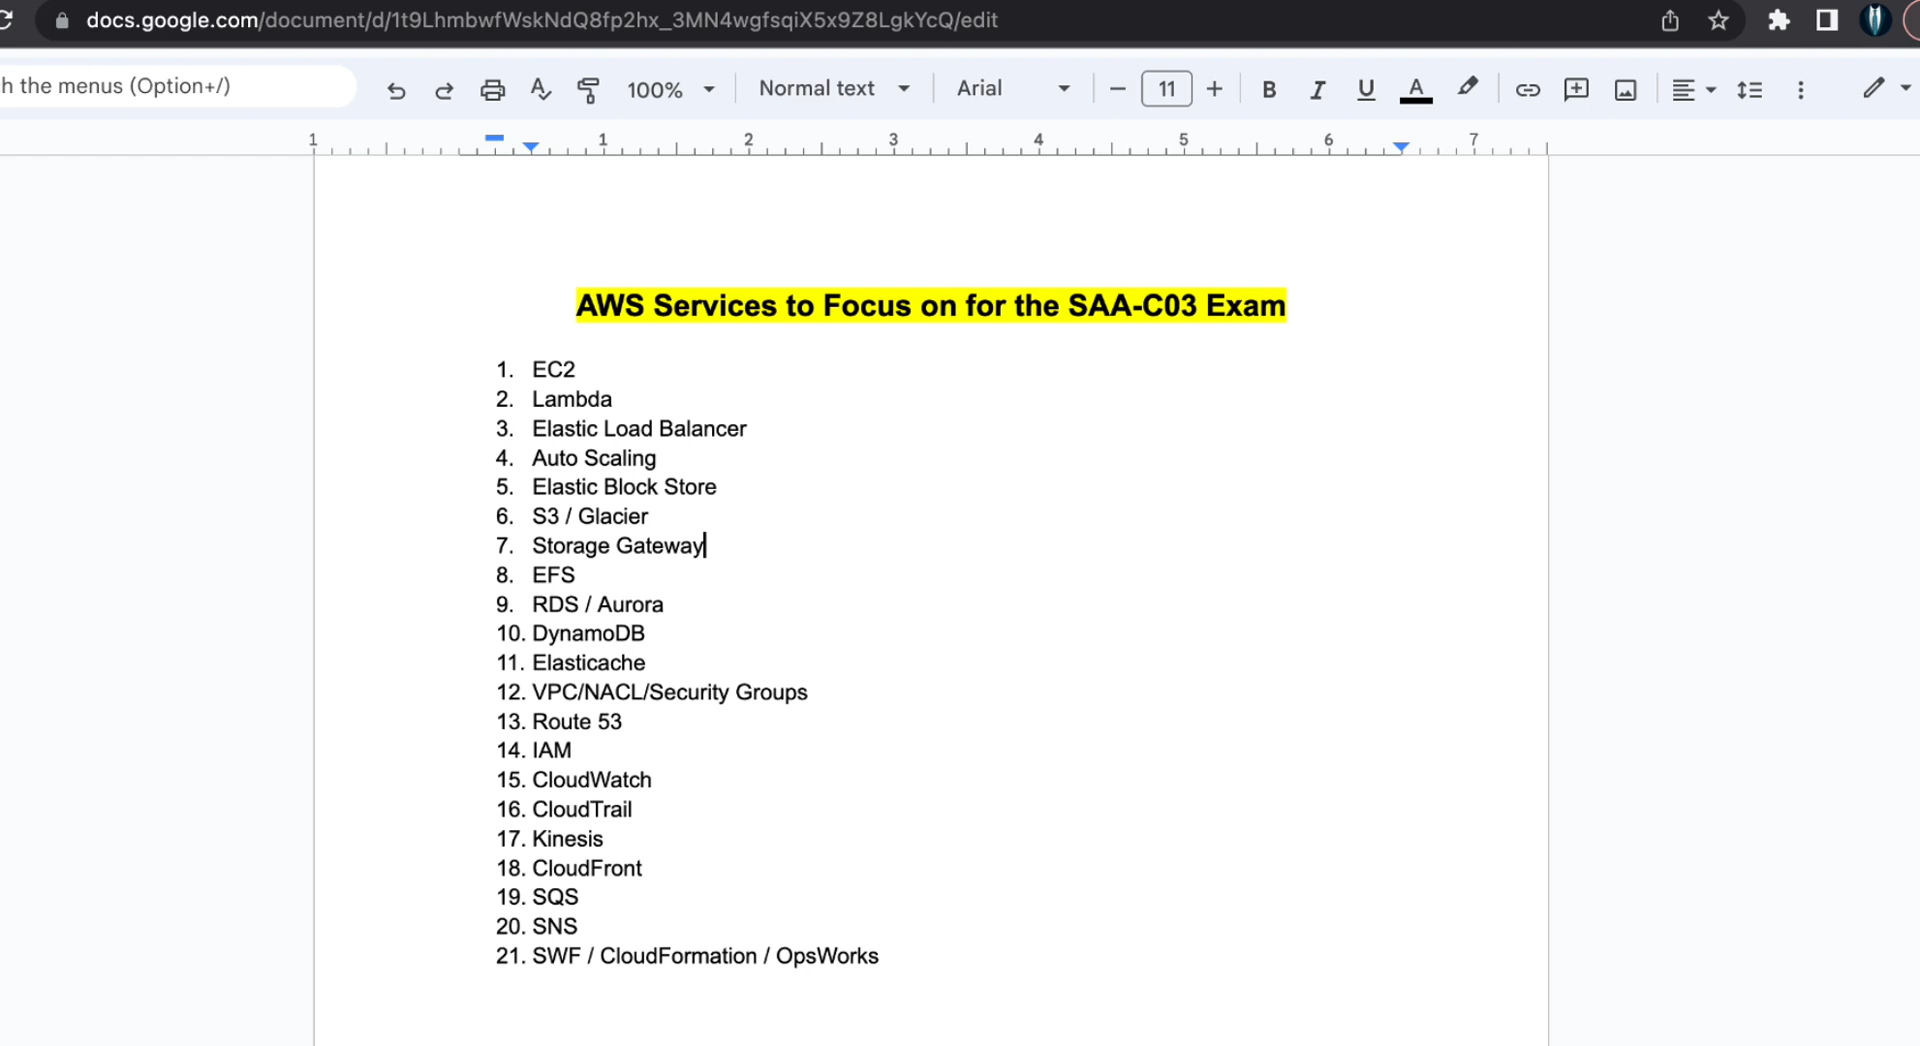 docs.google.com/document/d/1t9LhmbwfWskNdQ8fp2hx_3MN4wgfsqiX5x9Z8LgkYcQ/edit
h the menus (Option+/)
100%
Normal text
Arial
11
1 1 2 3 4 5 6 7
AWS Services to Focus on for the SAA-C03 Exam
1. EC2
2. Lambda
3. Elastic Load Balancer
4. Auto Scaling
5. Elastic Block Store
6. S3 / Glacier
7. Storage Gateway
8. EFS
9. RDS / Aurora
10. DynamoDB
11. Elasticache
12. VPC/NACL/Security Groups
13. Route 53
14. IAM
15. CloudWatch
16. CloudTrail
17. Kinesis
18. CloudFront
19. SQS
20. SNS
21. SWF / CloudFormation / OpsWorks